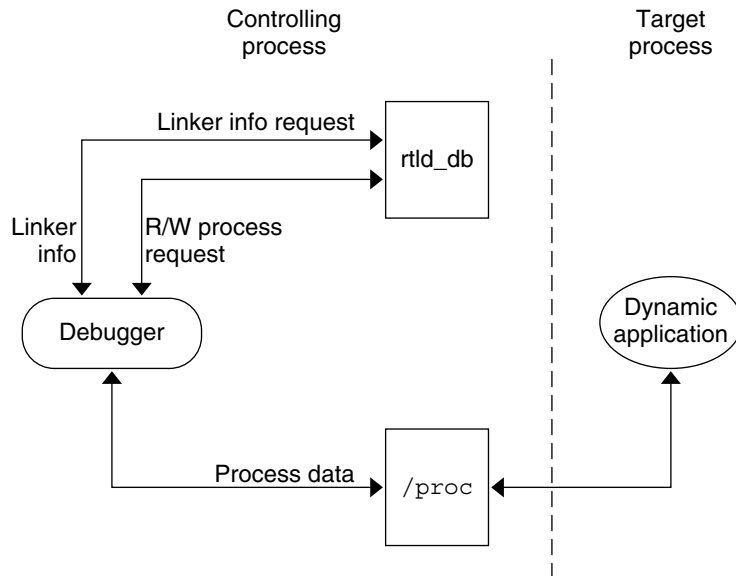 Controlling
process
Target
process
Linker info request
rtld_db
Linker
info
R/W process
request
Debugger
Dynamic
application
Process data
/proc